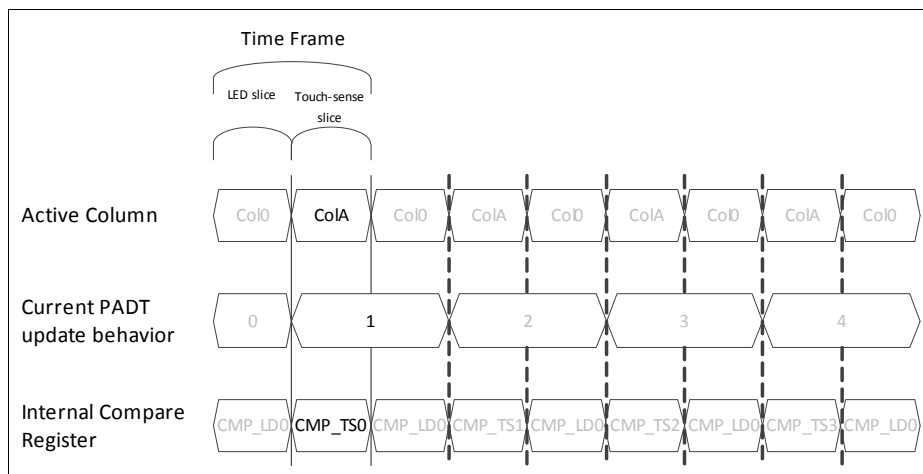 Time Frame
LED slice Touch-sense
slice
Active Column Col0 ColA Col0 ColA Col0 ColA Col0 ColA Col0
Current PADT
update behavior 0 1 2 3 4
Internal Compare
Register CMP_LD0 CMP_TS0 CMP_LD0 CMP_TS1 CMP_LD0 CMP_TS2 CMP_LD0 CMP_TS3 CMP_LD0